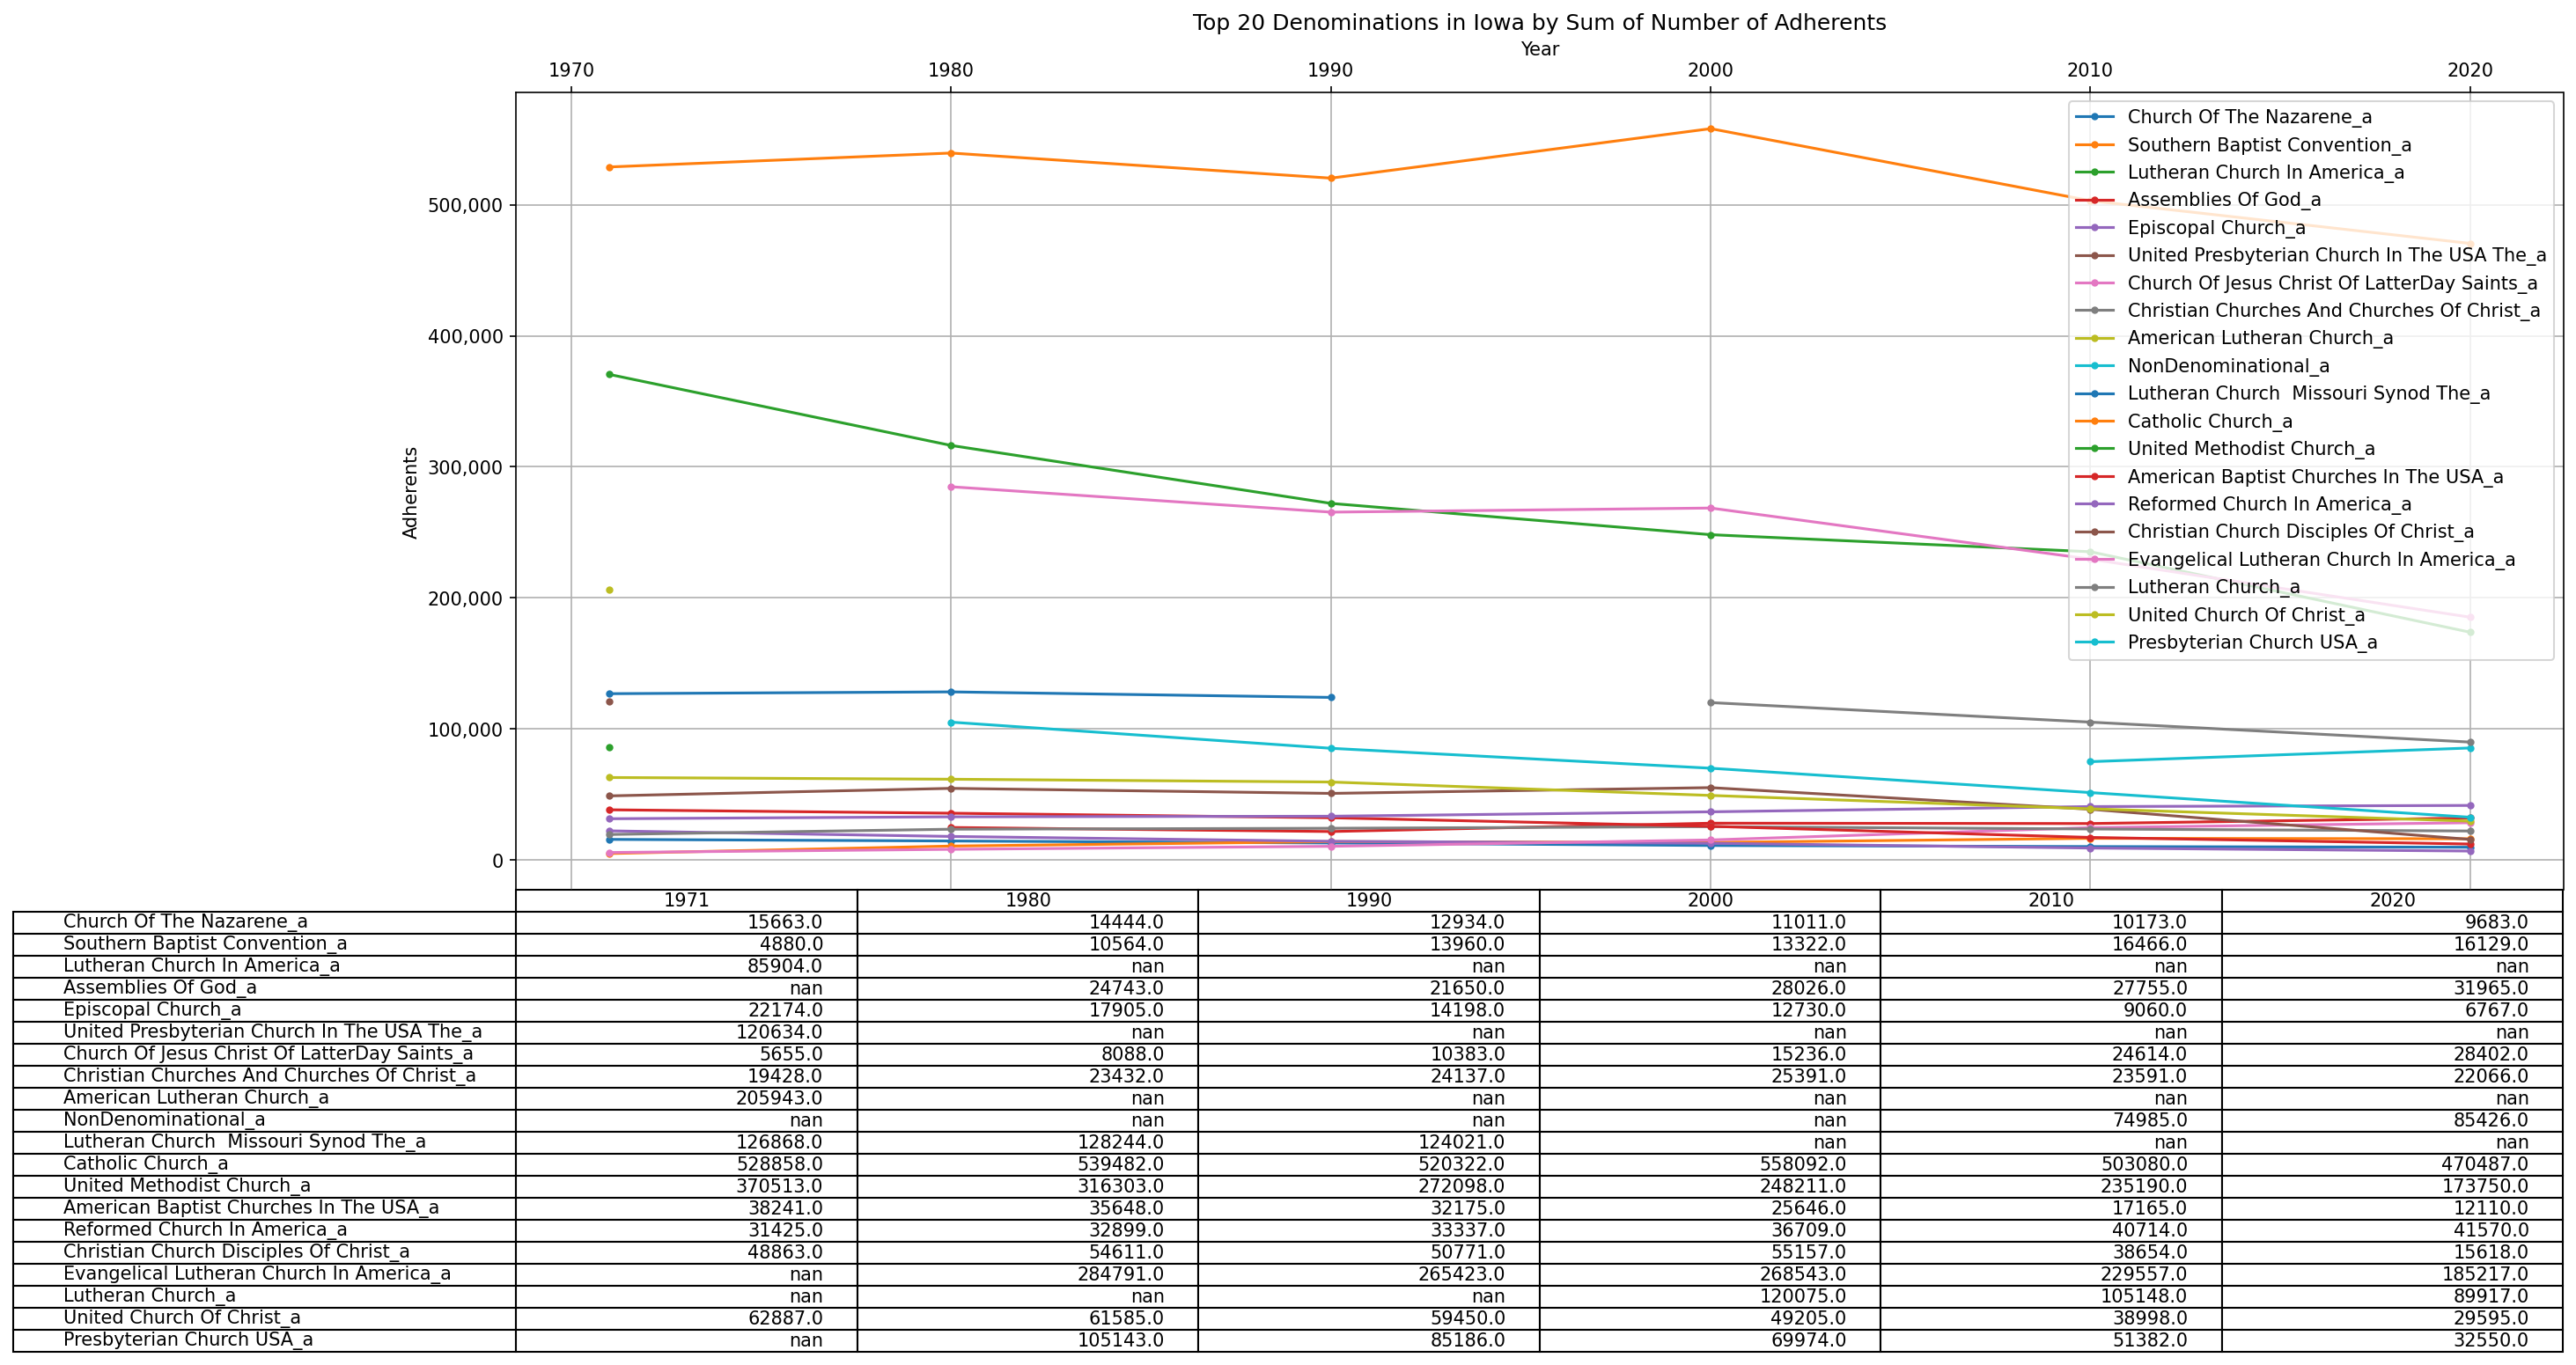 Top 20 Denominations in Iowa by Sum of Number of Adherents
Year
1970 1980 1990 2000 2010 2020
Adherents
500,000
400,000
300,000
200,000
100,000
0
Church Of The Nazarene_a
Southern Baptist Convention_a
Lutheran Church In America_a
Assemblies Of God_a
Episcopal Church_a
United Presbyterian Church In The USA The_a
Church Of Jesus Christ Of LatterDay Saints_a
Christian Churches And Churches Of Christ_a
American Lutheran Church_a
NonDenominational_a
Lutheran Church  Missouri Synod The_a
Catholic Church_a
United Methodist Church_a
American Baptist Churches In The USA_a
Reformed Church In America_a
Christian Church Disciples Of Christ_a
Evangelical Lutheran Church In America_a
Lutheran Church_a
United Church Of Christ_a
Presbyterian Church USA_a
1971 1980 1990 2000 2010 2020
Church Of The Nazarene_a 15663.0 14444.0 12934.0 11011.0 10173.0 9683.0
Southern Baptist Convention_a 4880.0 10564.0 13960.0 13322.0 16466.0 16129.0
Lutheran Church In America_a 85904.0 nan nan nan nan nan
Assemblies Of God_a nan 24743.0 21650.0 28026.0 27755.0 31965.0
Episcopal Church_a 22174.0 17905.0 14198.0 12730.0 9060.0 6767.0
United Presbyterian Church In The USA The_a 120634.0 nan nan nan nan nan
Church Of Jesus Christ Of LatterDay Saints_a 5655.0 8088.0 10383.0 15236.0 24614.0 28402.0
Christian Churches And Churches Of Christ_a 19428.0 23432.0 24137.0 25391.0 23591.0 22066.0
American Lutheran Church_a 205943.0 nan nan nan nan nan
NonDenominational_a nan nan nan nan 74985.0 85426.0
Lutheran Church  Missouri Synod The_a 126868.0 128244.0 124021.0 nan nan nan
Catholic Church_a 528858.0 539482.0 520322.0 558092.0 503080.0 470487.0
United Methodist Church_a 370513.0 316303.0 272098.0 248211.0 235190.0 173750.0
American Baptist Churches In The USA_a 38241.0 35648.0 32175.0 25646.0 17165.0 12110.0
Reformed Church In America_a 31425.0 32899.0 33337.0 36709.0 40714.0 41570.0
Christian Church Disciples Of Christ_a 48863.0 54611.0 50771.0 55157.0 38654.0 15618.0
Evangelical Lutheran Church In America_a nan 284791.0 265423.0 268543.0 229557.0 185217.0
Lutheran Church_a nan nan nan 120075.0 105148.0 89917.0
United Church Of Christ_a 62887.0 61585.0 59450.0 49205.0 38998.0 29595.0
Presbyterian Church USA_a nan 105143.0 85186.0 69974.0 51382.0 32550.0